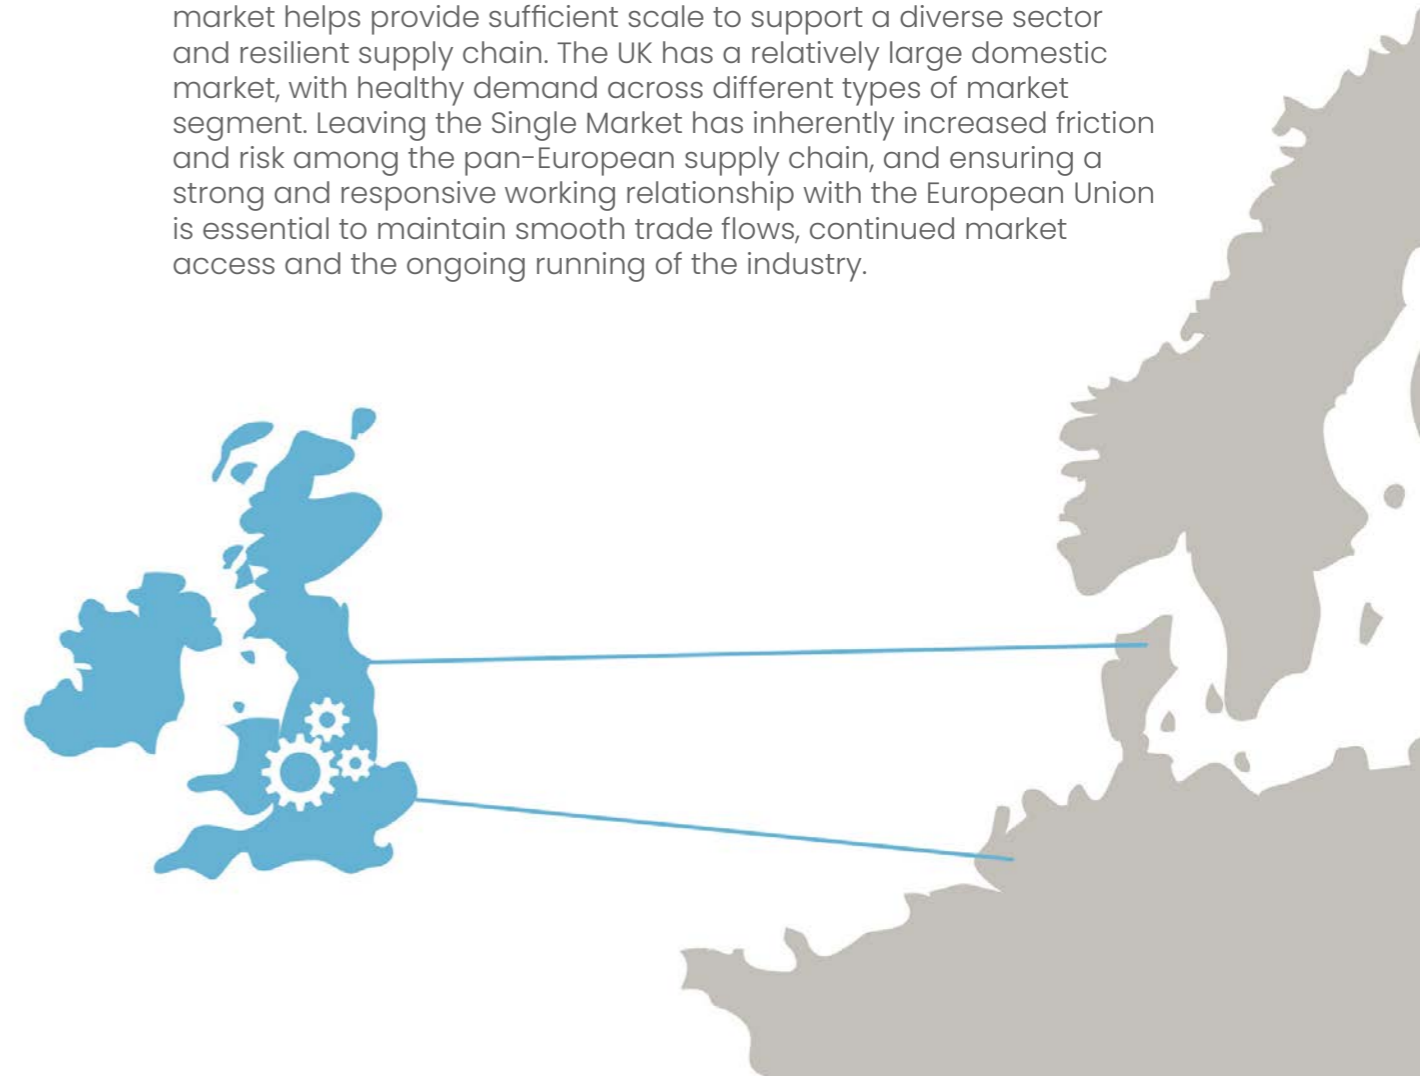 market helps provide sufficient scale to support a diverse sector
and resilient supply chain. The UK has a relatively large domestic
market, with healthy demand across different types of market
segment. Leaving the Single Market has inherently increased friction
and risk among the pan-European supply chain, and ensuring a
strong and responsive working relationship with the European Union
is essential to maintain smooth trade flows, continued market
access and the ongoing running of the industry.